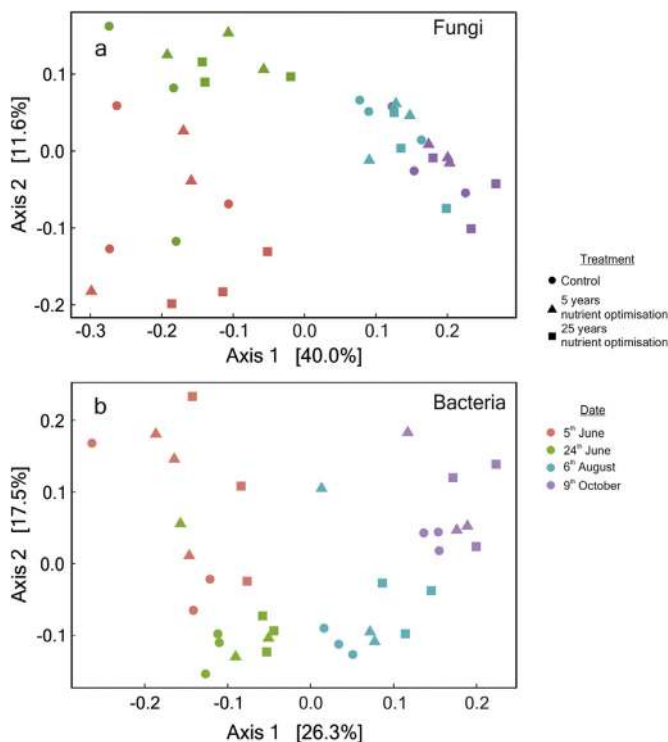 a
Fungi
0.1
0.0
-0.1
-0.2
Axis 2 [11.6%]
-0.3 -0.2 -0.1 0.0 0.1 0.2
Axis 1 [40.0%]
Treatment
Control
5 years
nutrient optimisation
25 years
nutrient optimisation
b
Bacteria
0.2
0.1
0.0
-0.1
Axis 2 [17.5%]
-0.2 -0.1 0.0 0.1 0.2
Axis 1 [26.3%]
Date
5th June
24th June
6th August
9th October